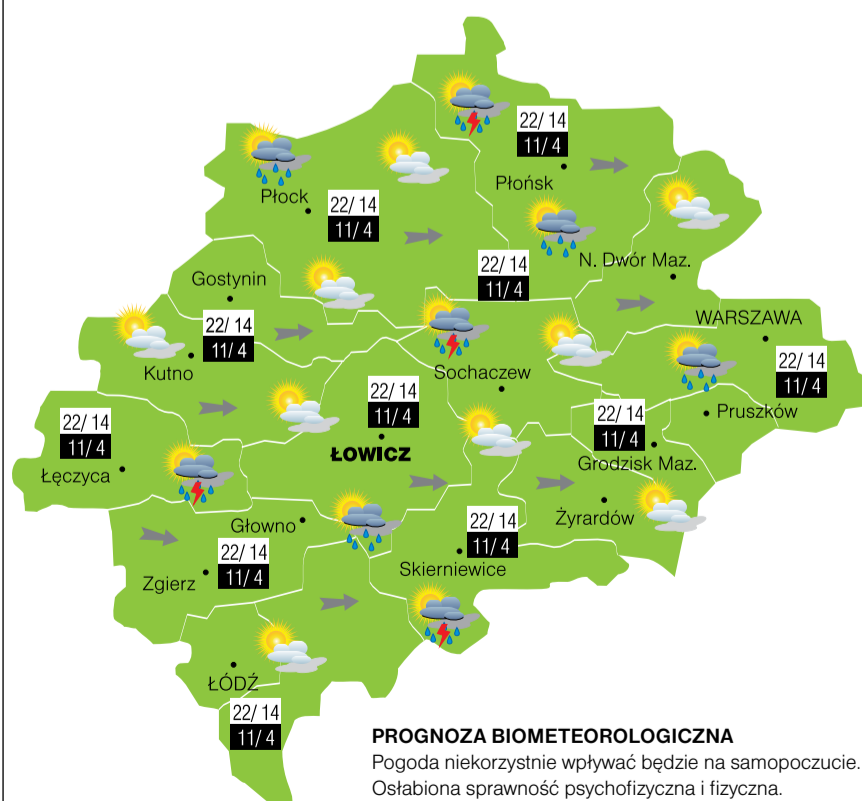 22/ 14
11/ 4
Płońsk
Płock
22/ 14
11/ 4
22/ 14
11/ 4
N. Dwór Maz.
Gostynin
22/ 14
11/ 4
Kutno
WARSZAWA
22/ 14
11/ 4
Sochaczew
22/ 14
11/ 4
ŁOWICZ
Pruszków
22/ 14
11/ 4
Grodzisk Maz.
22/ 14
11/ 4
Łęczyca
Żyrardów
Głowno
22/ 14
11/ 4
Skierniewice
22/ 14
11/ 4
Zgierz
ŁÓDŹ
22/ 14
11/ 4
PROGNOZA BIOMETEOROLOGICZNA
Pogoda niekorzystnie wpływać będzie na samopoczucie.
Osłabiona sprawność psychofizyczna i fizyczna.